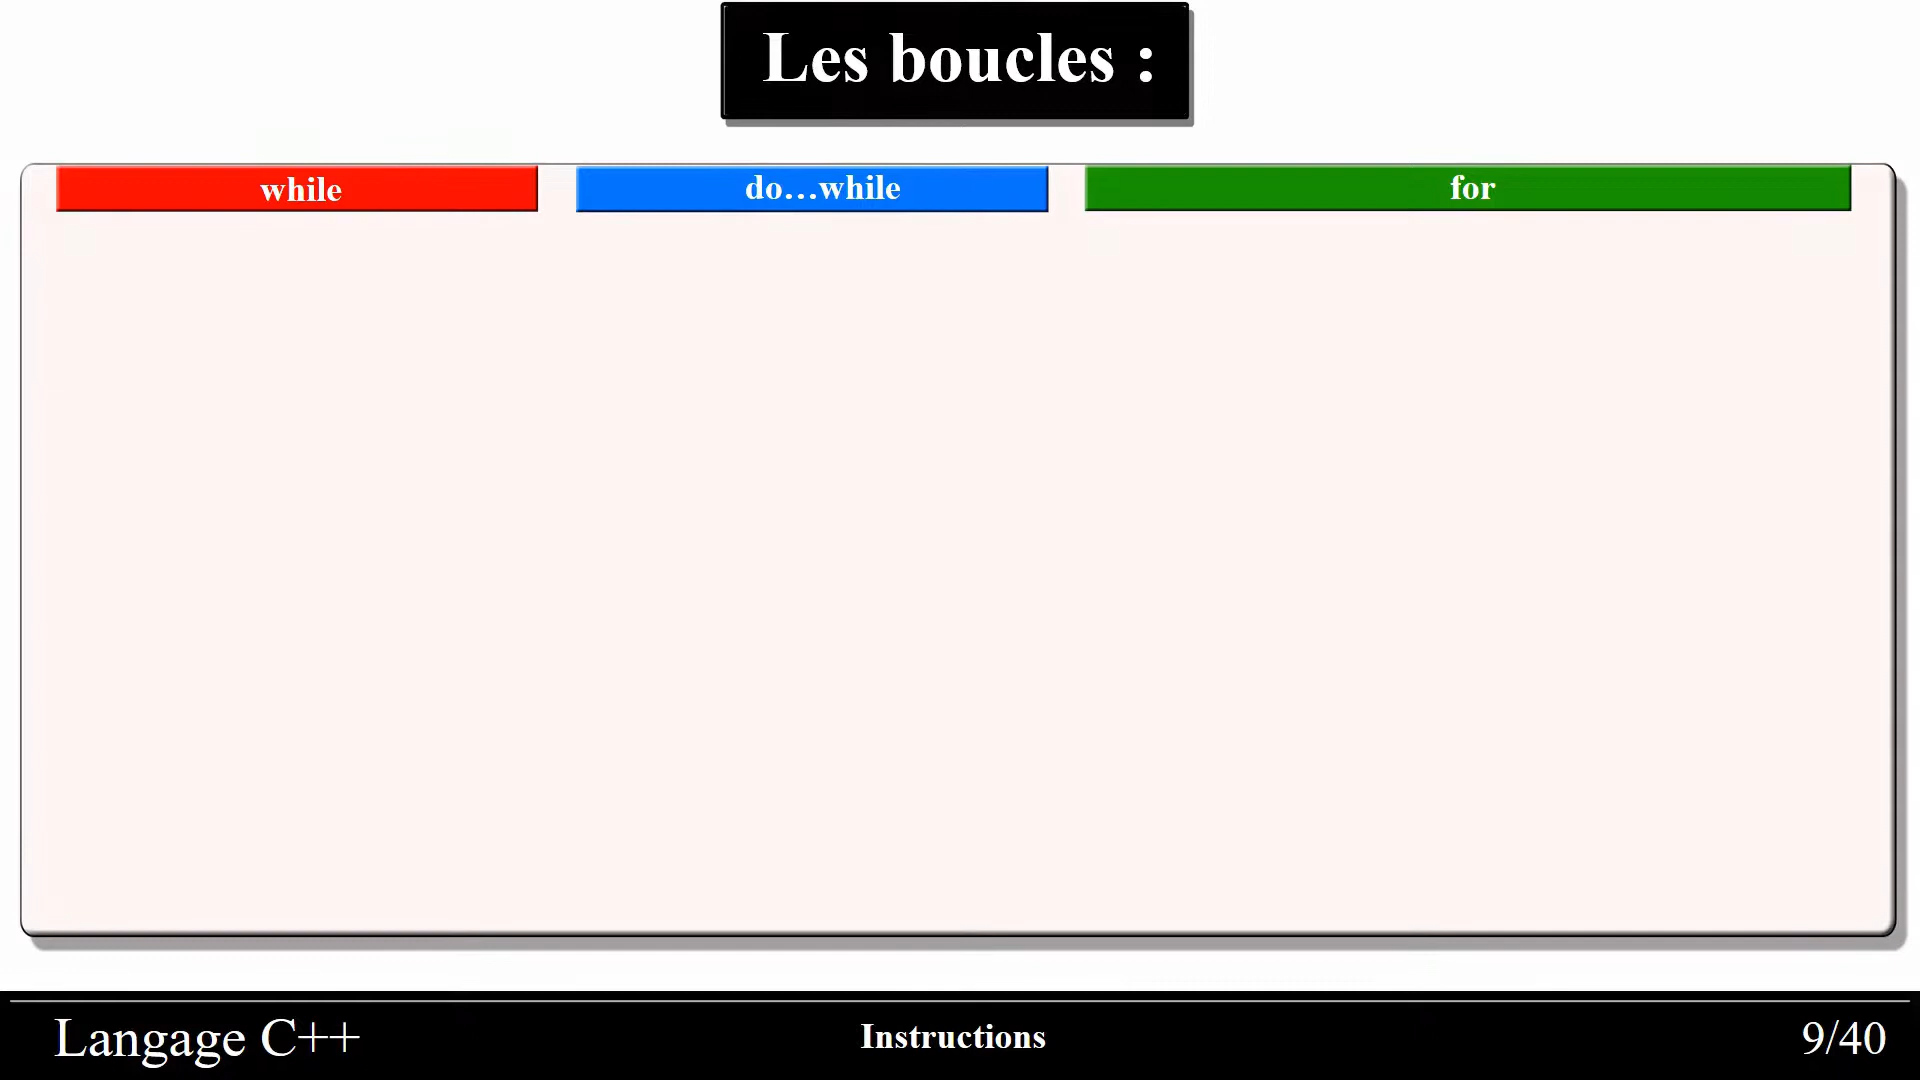 Les boucles :
while
do…while
for
Langage C++
Instructions
9/40